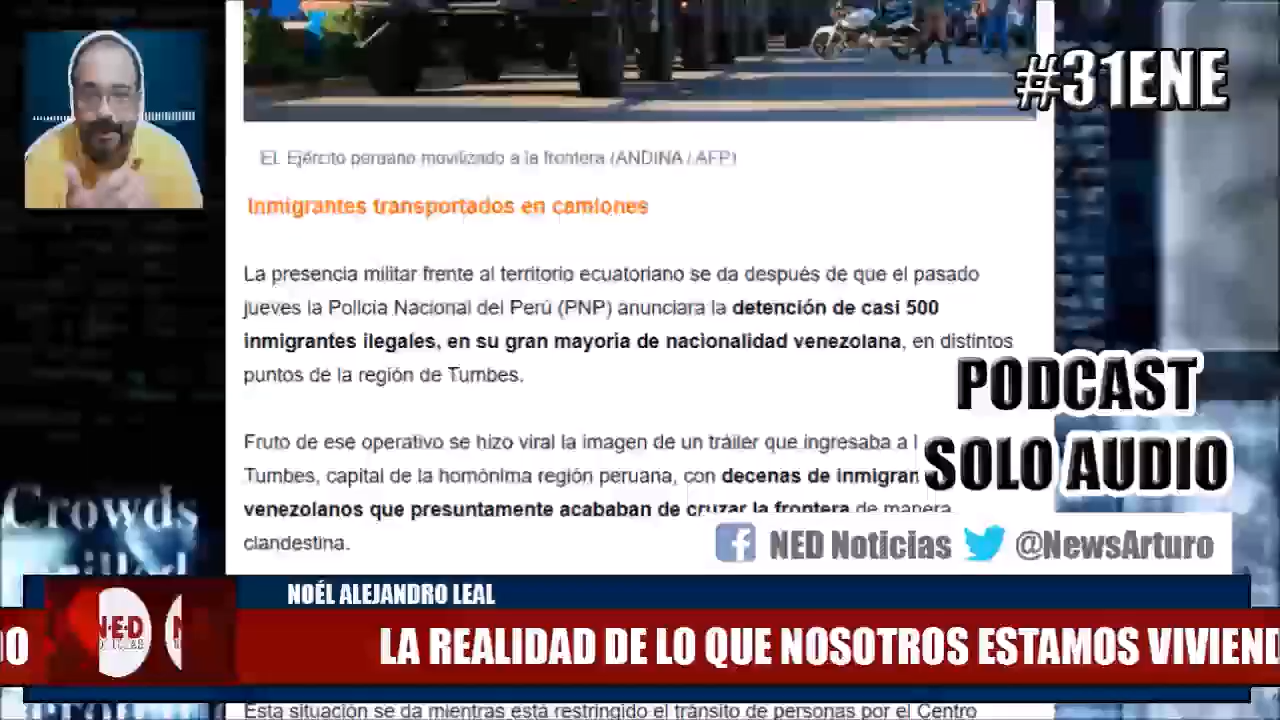 #31ENE
EL Ejército peruano movilizado a la frontera (ANDINA / AFP)
Inmigrantes transportados en camiones
La presencia militar frente al territorio ecuatoriano se da después de que el pasado
jueves la Policía Nacional del Perú (PNP) anunciara la detención de casi 500
inmigrantes ilegales, en su gran mayoría de nacionalidad venezolana, en distintos
puntos de la región de Tumbes.
PODCAST
SOLO AUDIO
Fruto de ese operativo se hizo viral la imagen de un tráiler que ingresaba a l
Tumbes, capital de la homónima región peruana, con decenas de inmigran
venezolanos que presuntamente acababan de cruzar la frontera de manera
clandestina.
NED Noticias @NewsArturo
Crowds
NOÉL ALEJANDRO LEAL
N·E·D
LA REALIDAD DE LO QUE NOSOTROS ESTAMOS VIVIEND
Esta situación se da mientras está restringido el tránsito de personas por el Centro